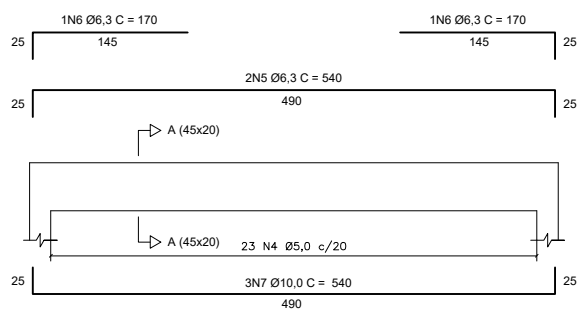 1N6 Ø6,3 C = 170 1N6 Ø6,3 C = 170
25 145 145 25
2N5 Ø6,3 C = 540
25 490 25
A (45x20)
A (45x20)
23 N4 Ø5,0 c/20
25 3N7 Ø10,0 C = 540 25
490